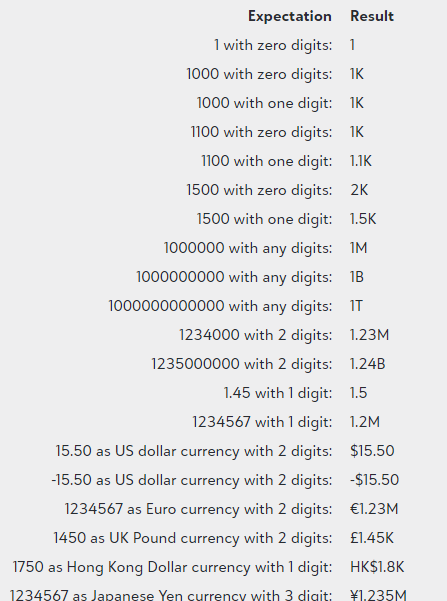 Expectation Result
1 with zero digits: 1
1000 with zero digits: 1K
1000 with one digit: 1K
1100 with zero digits: 1K
1100 with one digit: 1.1K
1500 with zero digits: 2K
1500 with one digit: 1.5K
1000000 with any digits: 1M
1000000000 with any digits: 1B
1000000000000 with any digits: 1T
1234000 with 2 digits: 1.23M
1235000000 with 2 digits: 1.24B
1.45 with 1 digit: 1.5
1234567 with 1 digit: 1.2M
15.50 as US dollar currency with 2 digits: $15.50
-15.50 as US dollar currency with 2 digits: -$15.50
1234567 as Euro currency with 2 digits: €1.23M
1450 as UK Pound currency with 2 digits: £1.45K
1750 as Hong Kong Dollar currency with 1 digit: HK$1.8K
1234567 as Japanese Yen currency with 3 digit: ¥1.235M